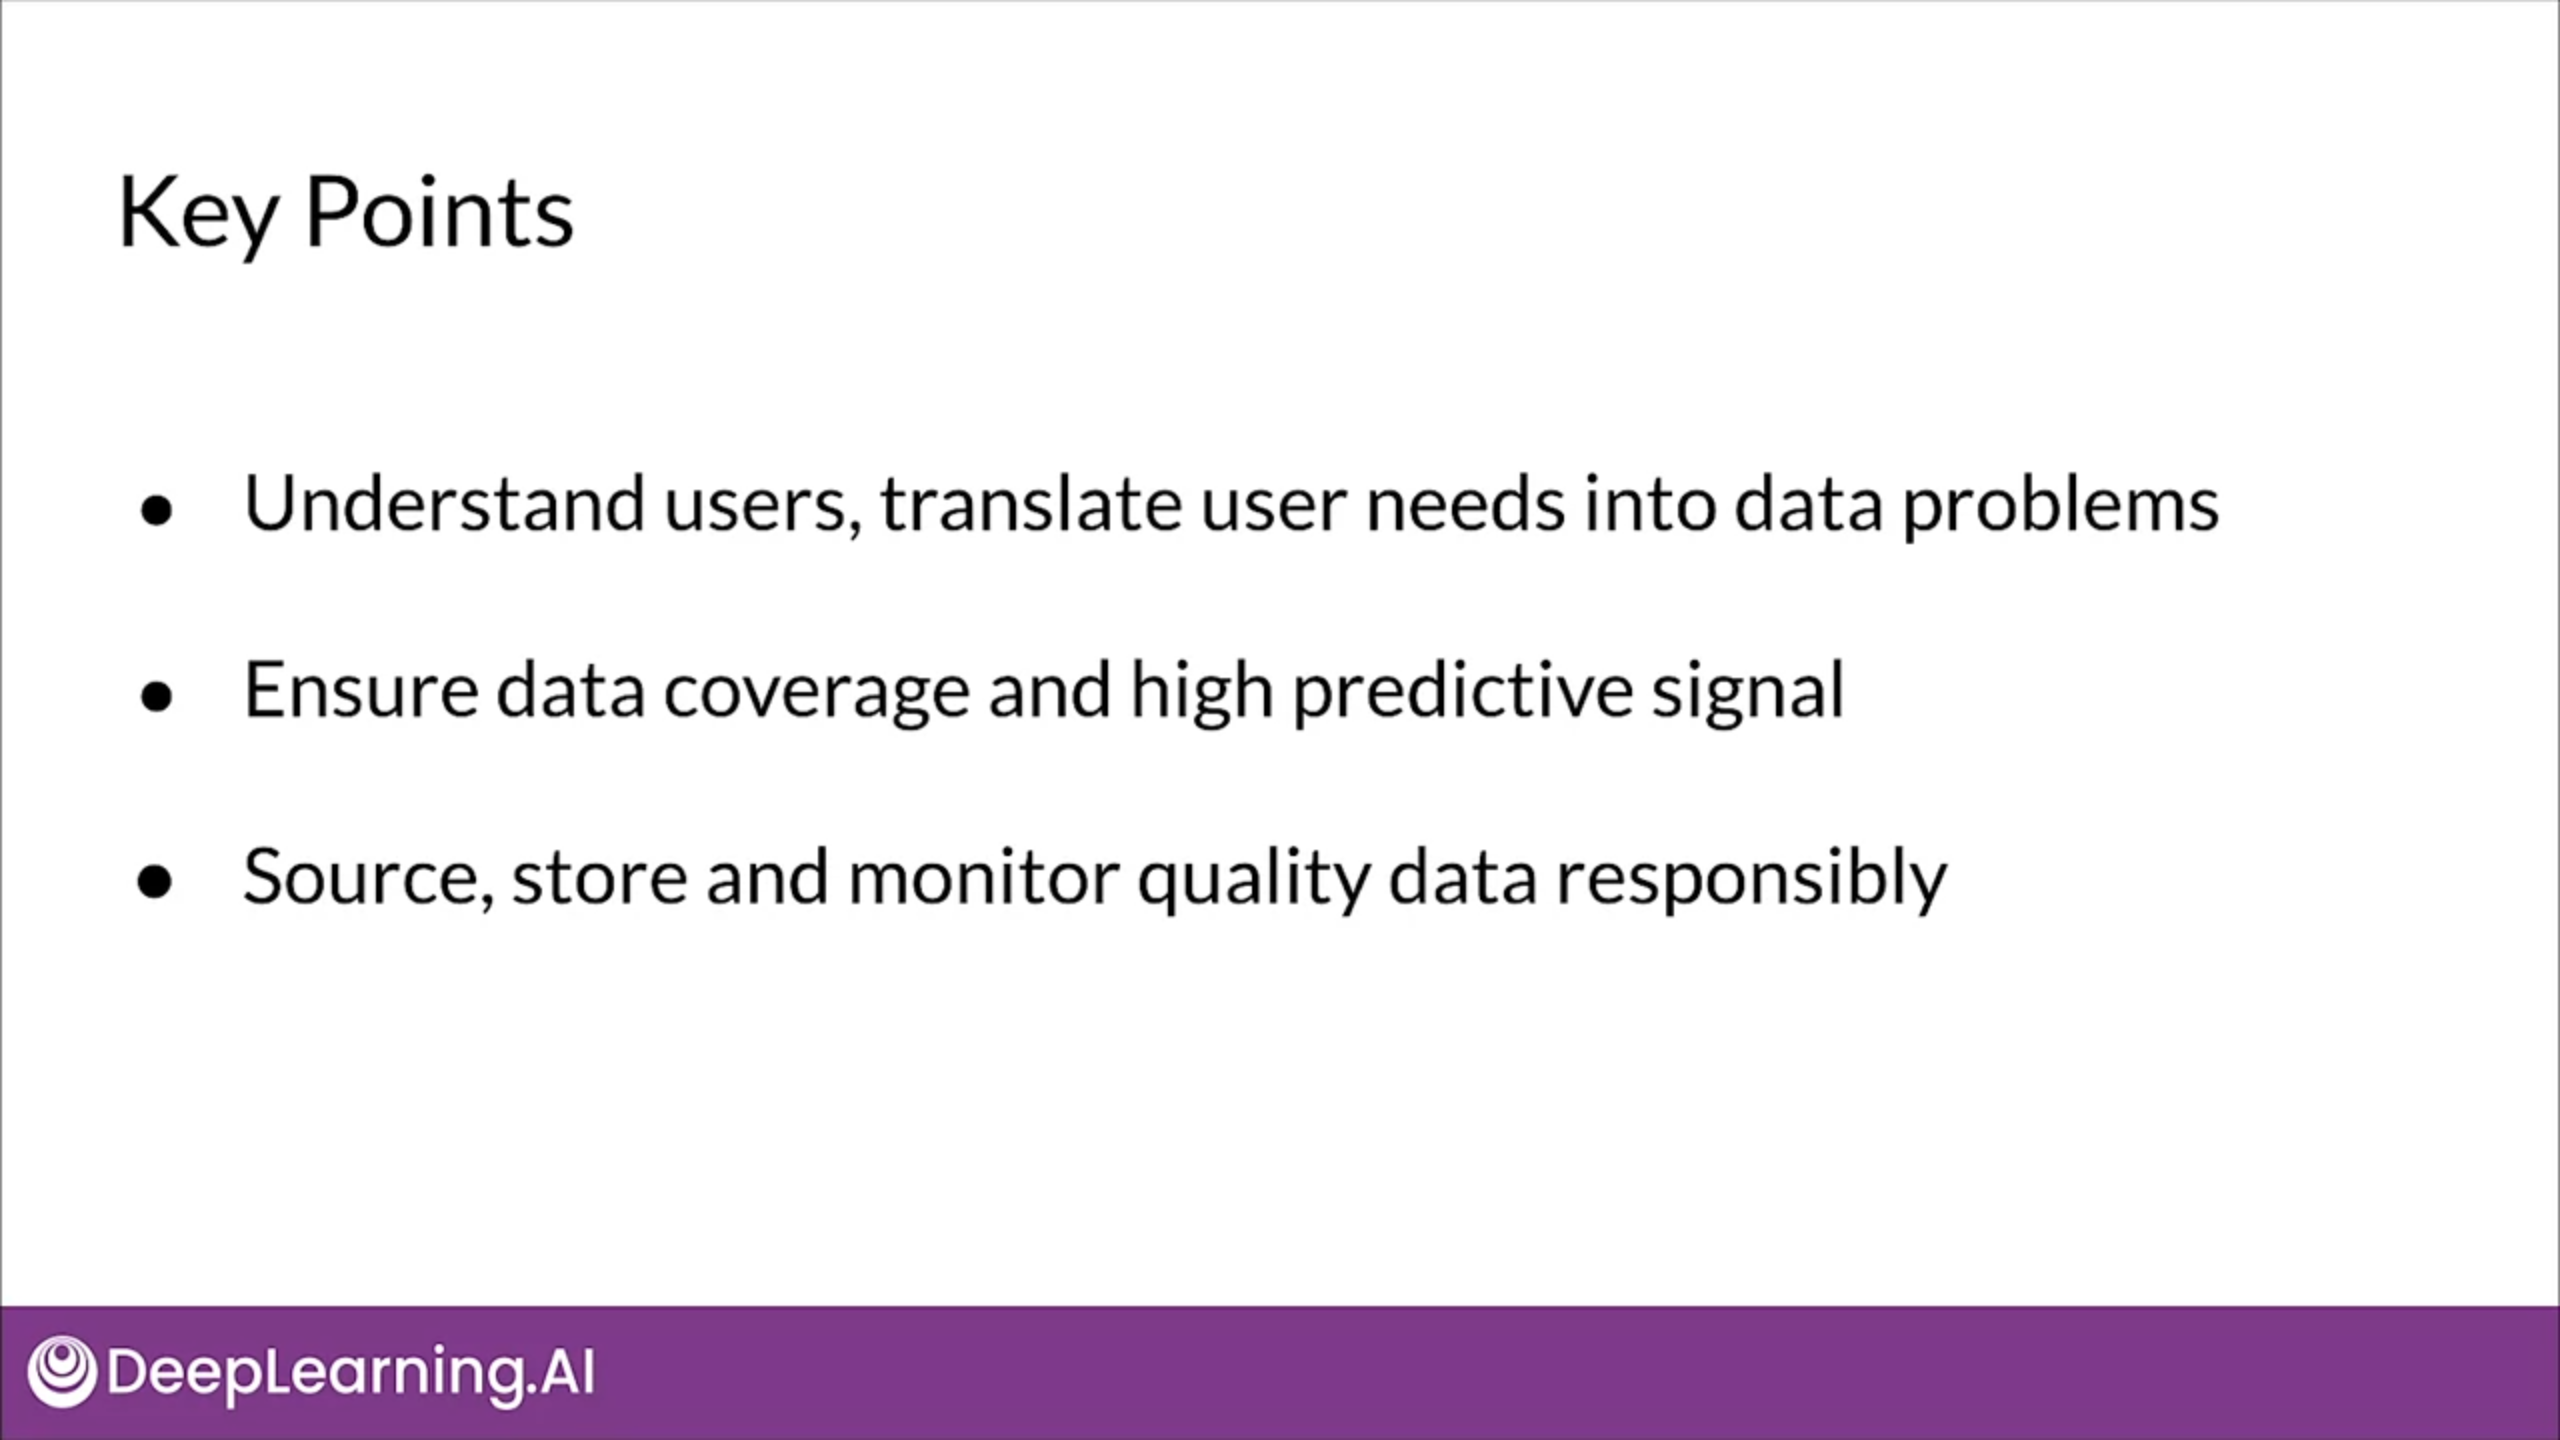 Key Points
● Understand users, translate user needs into data problems
● Ensure data coverage and high predictive signal
● Source, store and monitor quality data responsibly
DeepLearning.AI